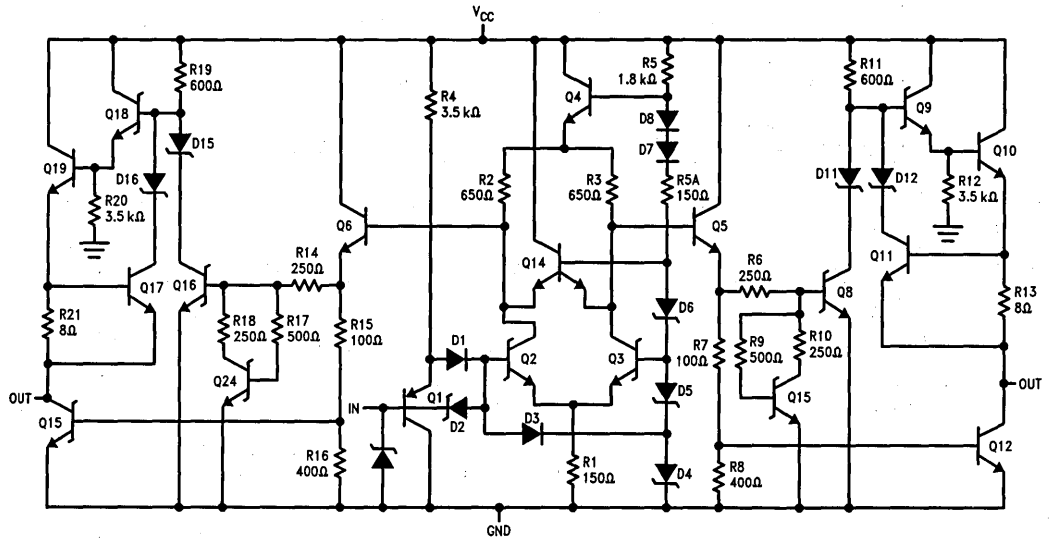 VCC
R19
600Ω
R5
1.8 kΩ
R11
600Ω
Q18
R4
3.5 kΩ
Q4
Q9
D8
D15
D7
Q19
D16
R2
650Ω
R3
650Ω
R5A
150Ω
D11
D12
Q10
R12
3.5 kΩ
R20
3.5 kΩ
Q6
Q5
R14
250Ω
Q14
R6
250Ω
Q11
Q17
Q16
Q8
R21
8Ω
R18
250Ω
R17
500Ω
R15
100Ω
D6
R13
8Ω
D1
Q2
Q3
R7
100Ω
R9
500Ω
R10
250Ω
Q24
D5
OUT
IN
Q1
D2
D3
Q15
OUT
Q15
R16
400Ω
R1
150Ω
D4
R8
400Ω
Q12
GND